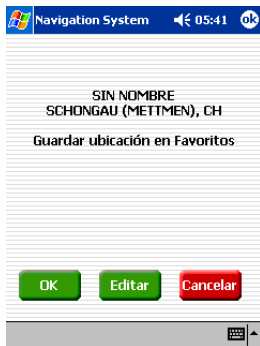 Navigation System 05:41 ok
SIN NOMBRE
SCHONGAU (METTMEN), CH
Guardar ubicación en Favoritos
OK Editar Cancelar